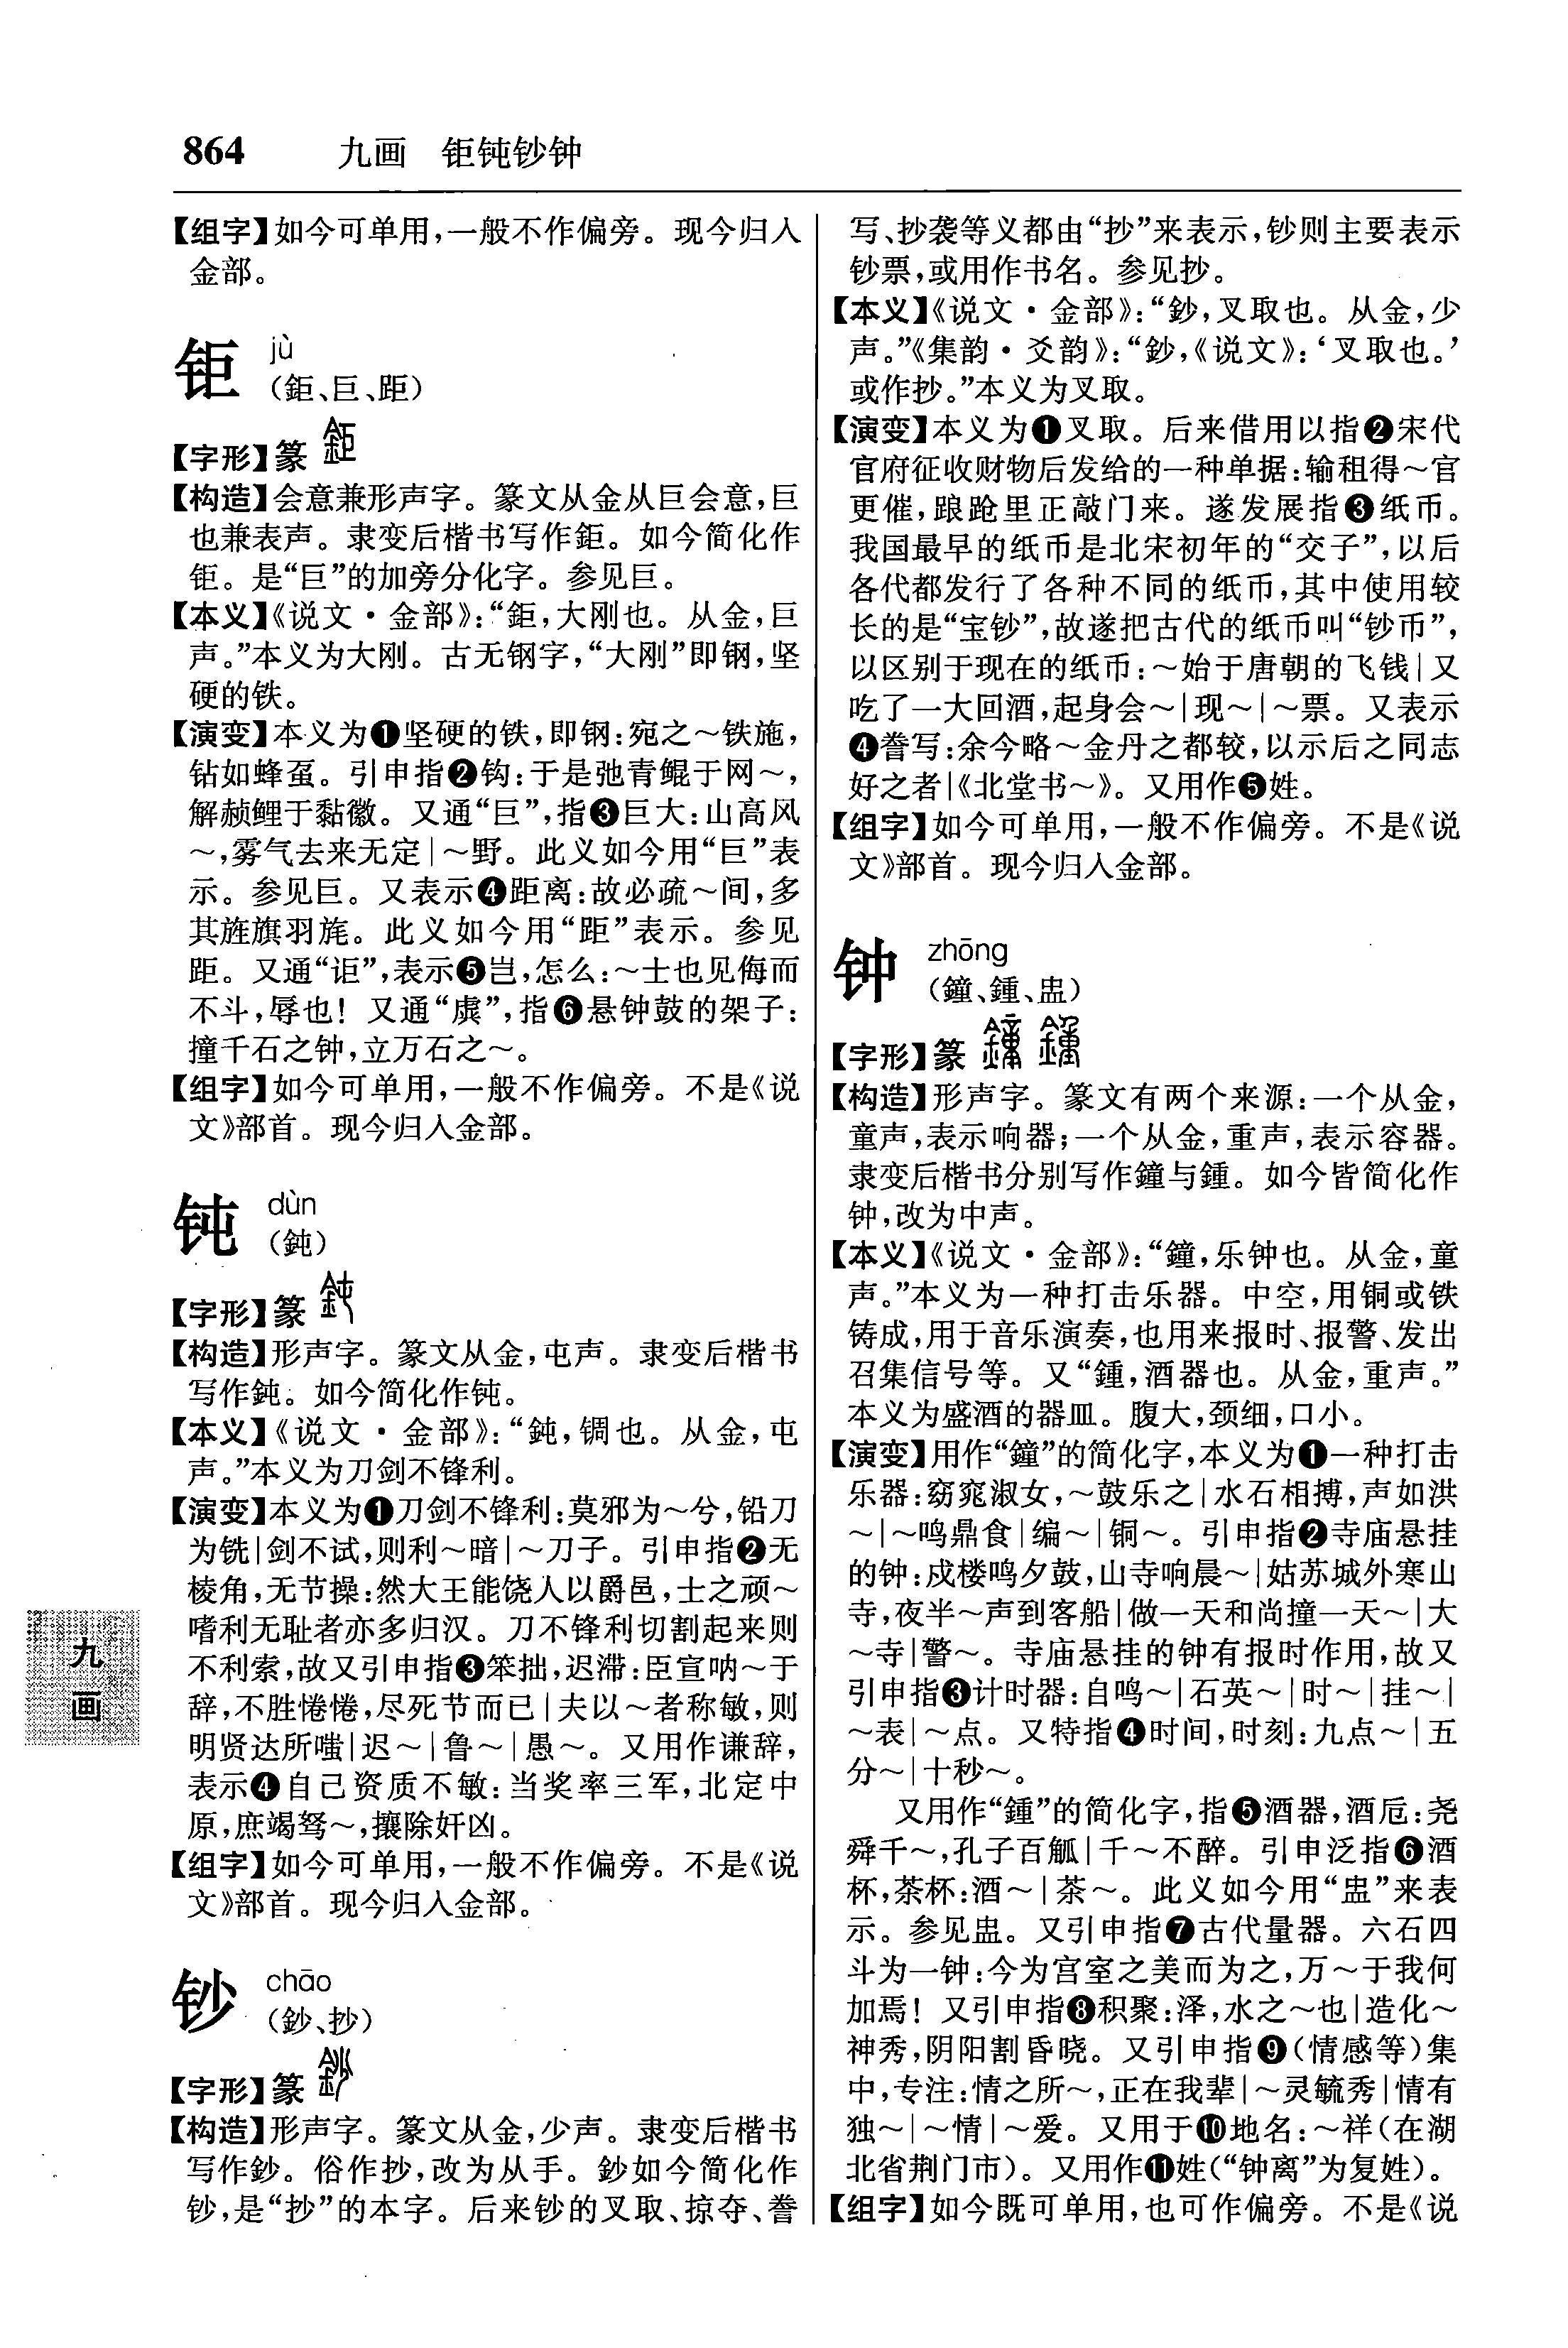 864 九画 钜钝钞钟
【组字】如今可单用,一般不作偏旁。现今归入
金部。
钜 jù
(鉅、巨、距)
【字形】篆
【构造】会意兼形声字。篆文从金从巨会意,巨
也兼表声。隶变后楷书写作鉅。如今简化作
钜。是“巨”的加旁分化字。参见巨。
【本义】《说文·金部》:“鉅,大刚也。从金,巨
声。”本义为大刚。古无钢字,“大刚”即钢,坚
硬的铁。
【演变】本义为❶坚硬的铁,即钢:宛之～铁施,
钻如蜂虿。引申指❷钩:于是弛青鲲于网～,
解赪鲤于黏徽。又通“巨”,指❸巨大:山高风
～,雾气去来无定|～野。此义如今用“巨”表
示。参见巨。又表示❹距离:故必疏～间,多
其旌旗羽旄。此义如今用“距”表示。参见
距。又通“讵”,表示❺岂,怎么:～士也见侮而
不斗,辱也! 又通“虡”,指❻悬钟鼓的架子:
撞千石之钟,立万石之～。
【组字】如今可单用,一般不作偏旁。不是《说
文》部首。现今归入金部。
钝 dùn
(鈍)
【字形】篆
【构造】形声字。篆文从金,屯声。隶变后楷书
写作鈍。如今简化作钝。
【本义】《说文·金部》:“鈍,锎也。从金,屯
声。”本义为刀剑不锋利。
【演变】本义为❶刀剑不锋利:莫邪为～兮,铅刀
为铣|剑不试,则利～暗|～刀子。引申指❷无
棱角,无节操:然大王能饶人以爵邑,士之顽～
嗜利无耻者亦多归汉。刀不锋利切割起来则
不利索,故又引申指❸笨拙,迟滞:臣宣呐～于
辞,不胜惓惓,尽死节而已|夫以～者称敏,则
明贤达所嗤|迟～|鲁～|愚～。又用作谦辞,
表示❹自己资质不敏:当奖率三军,北定中
原,庶竭驽～,攘除奸凶。
【组字】如今可单用,一般不作偏旁。不是《说
文》部首。现今归入金部。
钞 chāo
(鈔、抄)
【字形】篆
【构造】形声字。篆文从金,少声。隶变后楷书
写作鈔。俗作抄,改为从手。鈔如今简化作
钞,是“抄”的本字。后来钞的叉取、掠夺、誊
写、抄袭等义都由“抄”来表示,钞则主要表示
钞票,或用作书名。参见抄。
【本义】《说文·金部》:“鈔,叉取也。从金,少
声。”《集韵·爻韵》:“鈔,《说文》:‘叉取也。’
或作抄。”本义为叉取。
【演变】本义为❶叉取。后来借用以指❷宋代
官府征收财物后发给的一种单据:输租得～官
更催,踉跄里正敲门来。遂发展指❸纸币。
我国最早的纸币是北宋初年的“交子”,以后
各代都发行了各种不同的纸币,其中使用较
长的是“宝钞”,故遂把古代的纸币叫“钞币”,
以区别于现在的纸币:～始于唐朝的飞钱|又
吃了一大回酒,起身会～|现～|～票。又表示
❹誊写:余今略～金丹之都较,以示后之同志
好之者|《北堂书～》。又用作❺姓。
【组字】如今可单用,一般不作偏旁。不是《说
文》部首。现今归入金部。
钟 zhōng
(鐘、鍾、盅)
【字形】篆
【构造】形声字。篆文有两个来源:一个从金,
童声,表示响器;一个从金,重声,表示容器。
隶变后楷书分别写作鐘与鍾。如今皆简化作
钟,改为中声。
【本义】《说文·金部》:“鐘,乐钟也。从金,童
声。”本义为一种打击乐器。中空,用铜或铁
铸成,用于音乐演奏,也用来报时、报警、发出
召集信号等。又“鍾,酒器也。从金,重声。”
本义为盛酒的器皿。腹大,颈细,口小。
【演变】用作“鐘”的简化字,本义为❶一种打击
乐器:窈窕淑女,～鼓乐之|水石相搏,声如洪
～|～鸣鼎食|编～|铜～。引申指❷寺庙悬挂
的钟:戍楼鸣夕鼓,山寺响晨～|姑苏城外寒山
寺,夜半～声到客船|做一天和尚撞一天～|大
～寺|警～。寺庙悬挂的钟有报时作用,故又
引申指❸计时器:自鸣～|石英～|时～|挂～|
～表|～点。又特指❹时间,时刻:九点～|五
分～|十秒～。
又用作“鍾”的简化字,指❺酒器,酒卮:尧
舜千～,孔子百觚|千～不醉。引申泛指❻酒
杯,茶杯:酒～|茶～。此义如今用“盅”来表
示。参见盅。又引申指❼古代量器。六石四
斗为一钟:今为宫室之美而为之,万～于我何
加焉! 又引申指❽积聚:泽,水之～也|造化～
神秀,阴阳割昏晓。又引申指❾(情感等)集
中,专注:情之所～,正在我辈|～灵毓秀|情有
独～|～情|～爱。又用于❿地名:～祥(在湖
北省荆门市)。又用作⓫姓(“钟离”为复姓)。
【组字】如今既可单用,也可作偏旁。不是《说
九
画